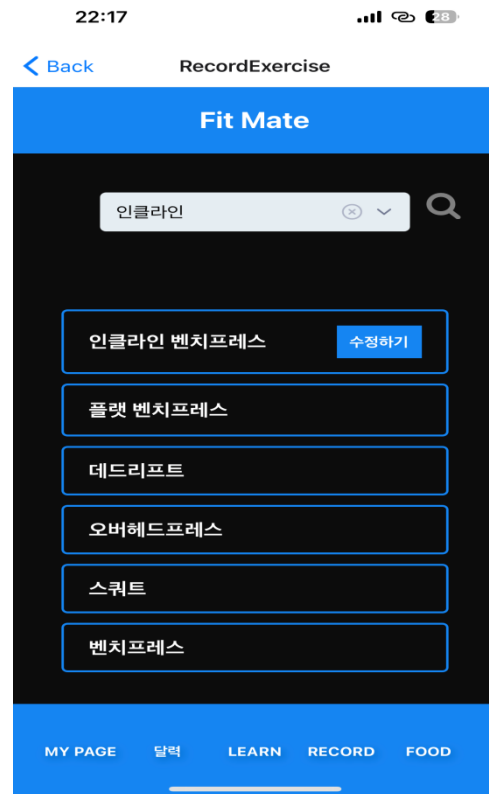 22:17 28
Back RecordExercise
Fit Mate
인클라인
인클라인 벤치프레스 수정하기
플랫 벤치프레스
데드리프트
오버헤드프레스
스쿼트
벤치프레스
MY PAGE 달력 LEARN RECORD FOOD